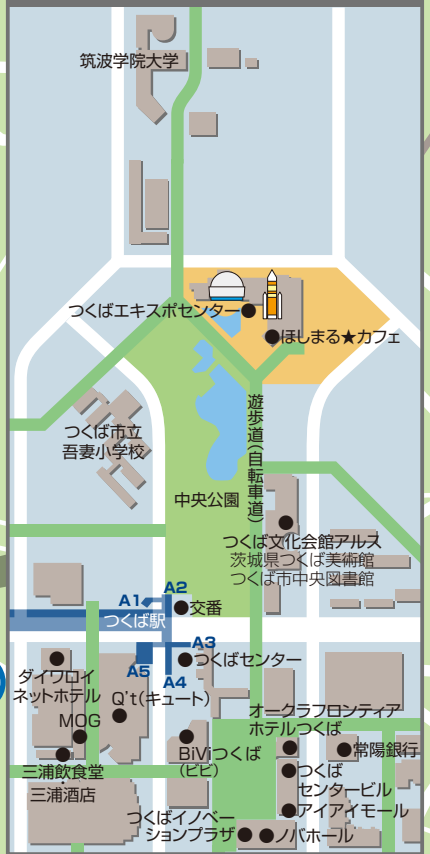 筑波学院大学
つくばエキスポセンター
ほしまる★カフェ
つくば市立
吾妻小学校
遊歩道(自転車道)
中央公園
つくば文化会館アルス
茨城県つくば美術館
つくば市中央図書館
A1
A2
交番
つくば駅
A3
A5
A4
つくばセンター
ダイワロイ
ネットホテル
Q't(キュート)
MOG
三浦飲食堂
・
三浦酒店
BiViつくば
(ビビ)
オークラフロンティア
ホテルつくば
常陽銀行
つくば
センタービル
アイアイモール
つくばイノベー
ションプラザ
ノバホール